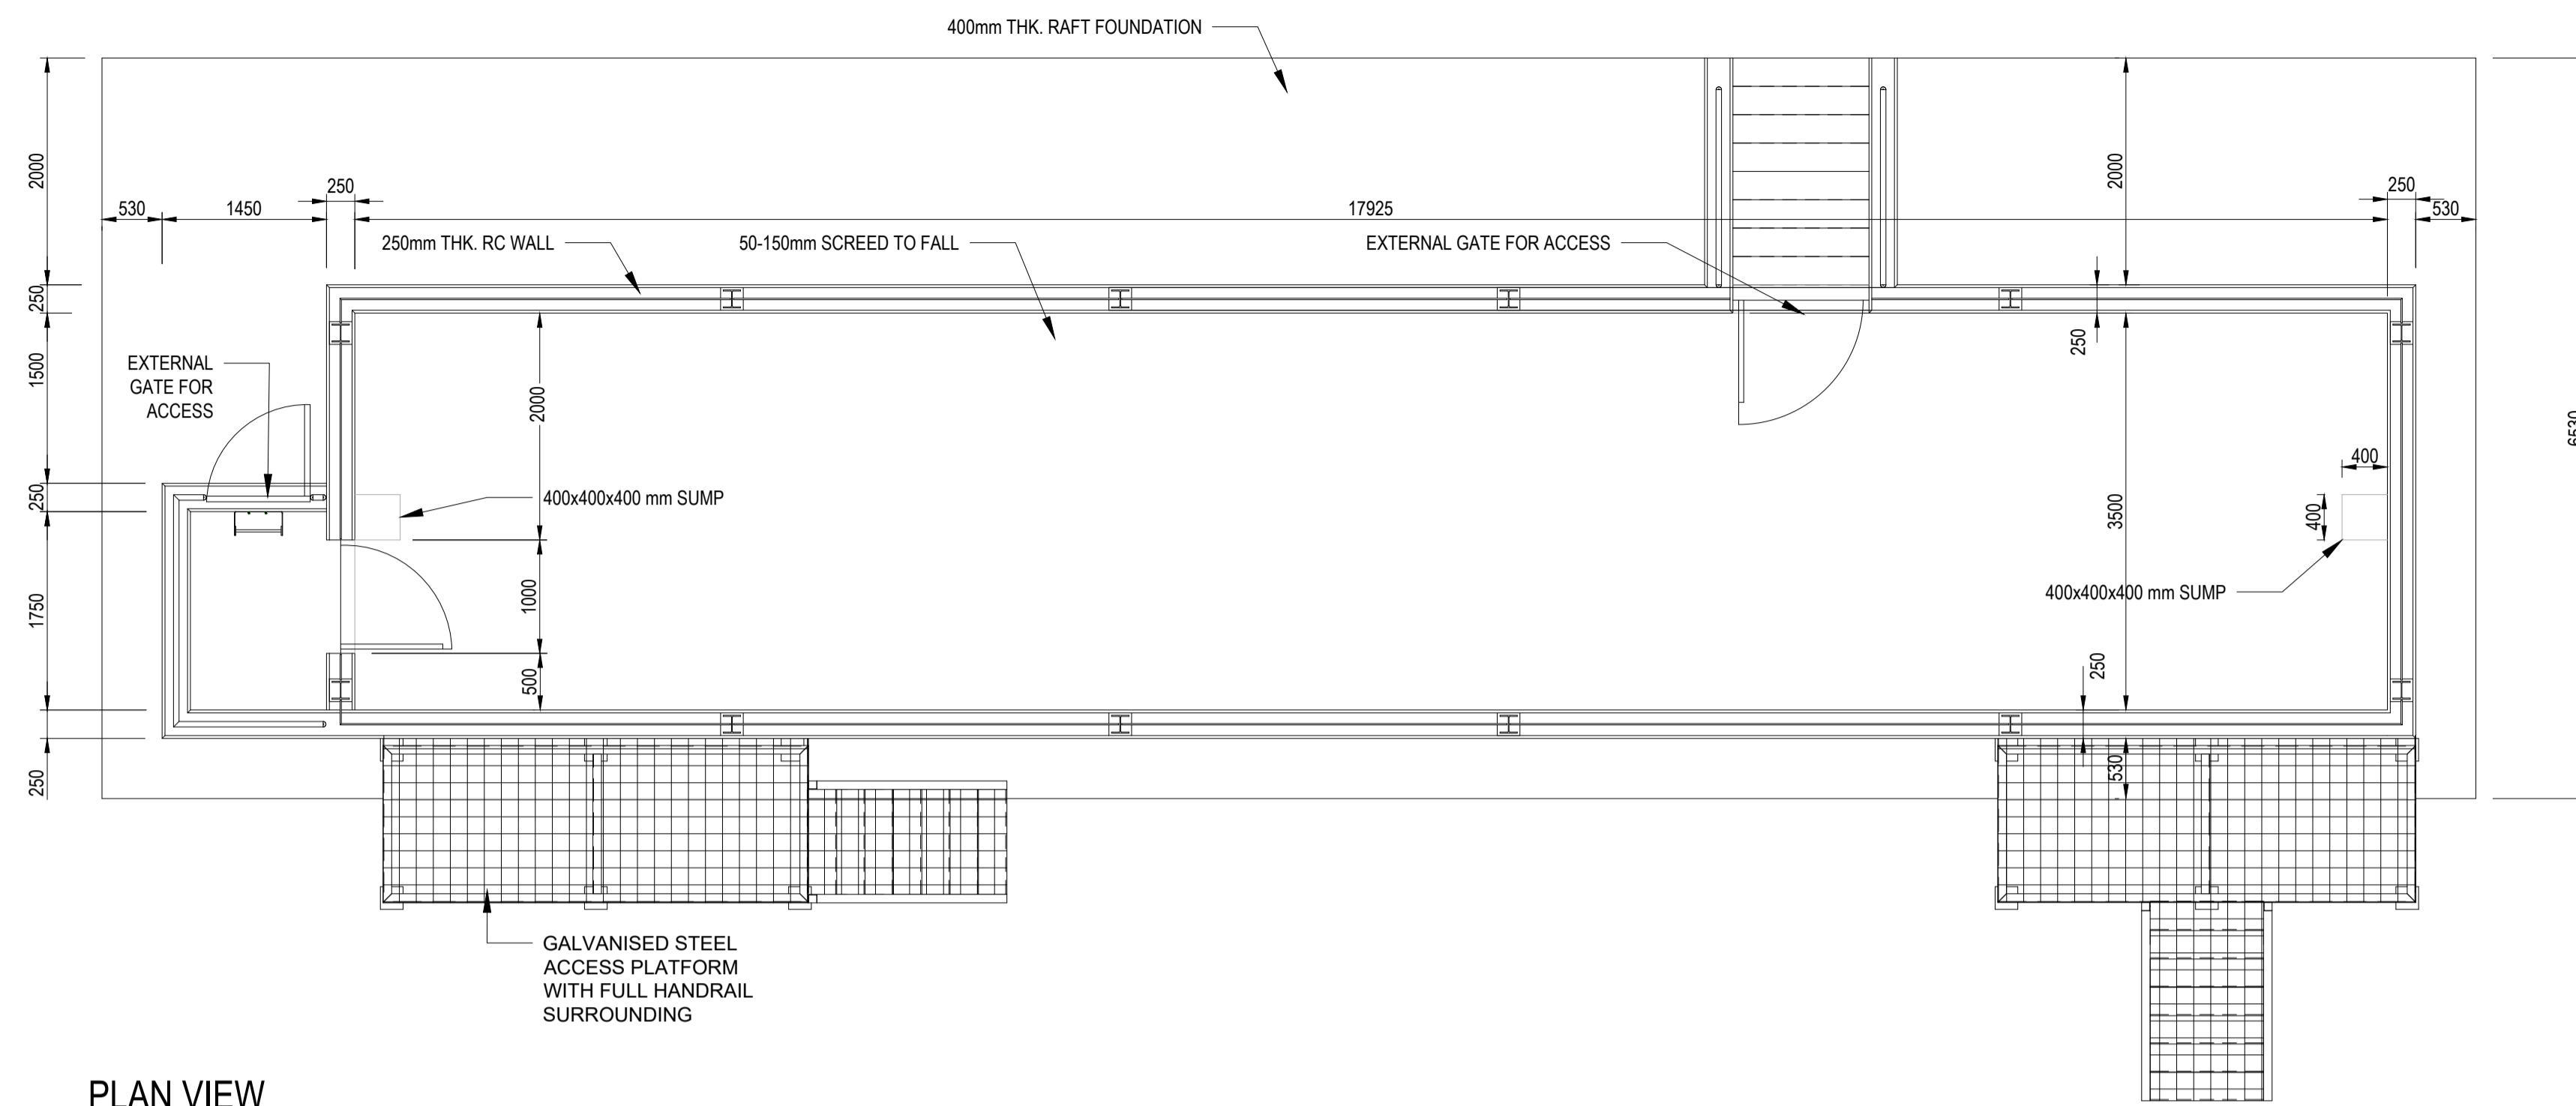 400mm THK. RAFT FOUNDATION
2000
2000
250
250
530
1450
17925
530
250mm THK. RC WALL
50-150mm SCREED TO FALL
EXTERNAL GATE FOR ACCESS
250
250
1500
EXTERNAL
GATE FOR
ACCESS
2000
6530
400
250
400x400x400 mm SUMP
3500
400
1750
1000
400x400x400 mm SUMP
500
250
250
530
GALVANISED STEEL
ACCESS PLATFORM
WITH FULL HANDRAIL
SURROUNDING
PLAN VIEW